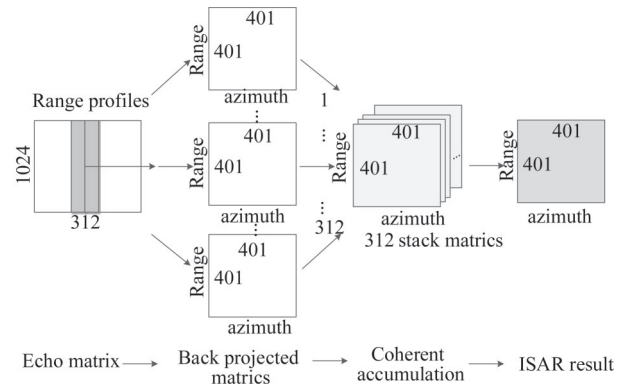 Range profiles
1024
312
Range
401
401
azimuth
...
Range
401
401
azimuth
...
Range
401
401
azimuth
1
...
...
312
Range
401
401
...
azimuth
312 stack matrics
Range
401
401
azimuth
Echo matrix
Back projected
matrics
Coherent
accumulation
ISAR result